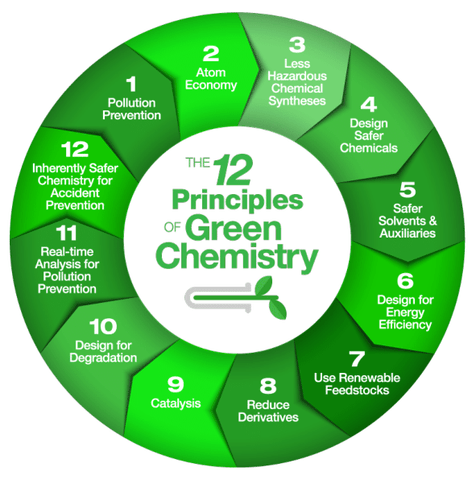 THE 12
Principles
OF Green
Chemistry
1
Pollution
Prevention
2
Atom
Economy
3
Less
Hazardous
Chemical
Syntheses
4
Design
Safer
Chemicals
5
Safer
Solvents &
Auxiliaries
6
Design for
Energy
Efficiency
7
Use Renewable
Feedstocks
8
Reduce
Derivatives
9
Catalysis
10
Design for
Degradation
11
Real-time
Analysis for
Pollution
Prevention
12
Inherently Safer
Chemistry for
Accident
Prevention